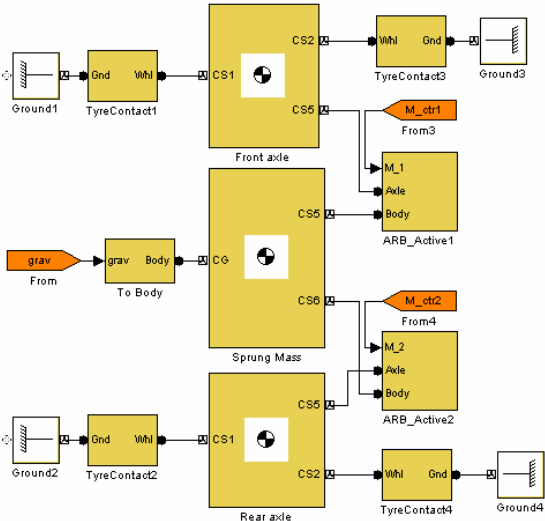 CS2
Whl
Gnd
Gnd
Whl
CS1
Ground1
TyreContact1
TyreContact3
Ground3
CS5
M_ctr1
From3
Front axle
M_1
Axle
Body
ARB_Active1
CS5
grav
From
grav
Body
To Body
CG
CS6
M_ctr2
From4
Sprung Mass
M_2
Axle
Body
ARB_Active2
CS5
Gnd
Whl
CS1
Ground2
TyreContact2
CS2
Whl
Gnd
Rear axle
TyreContact4
Ground4